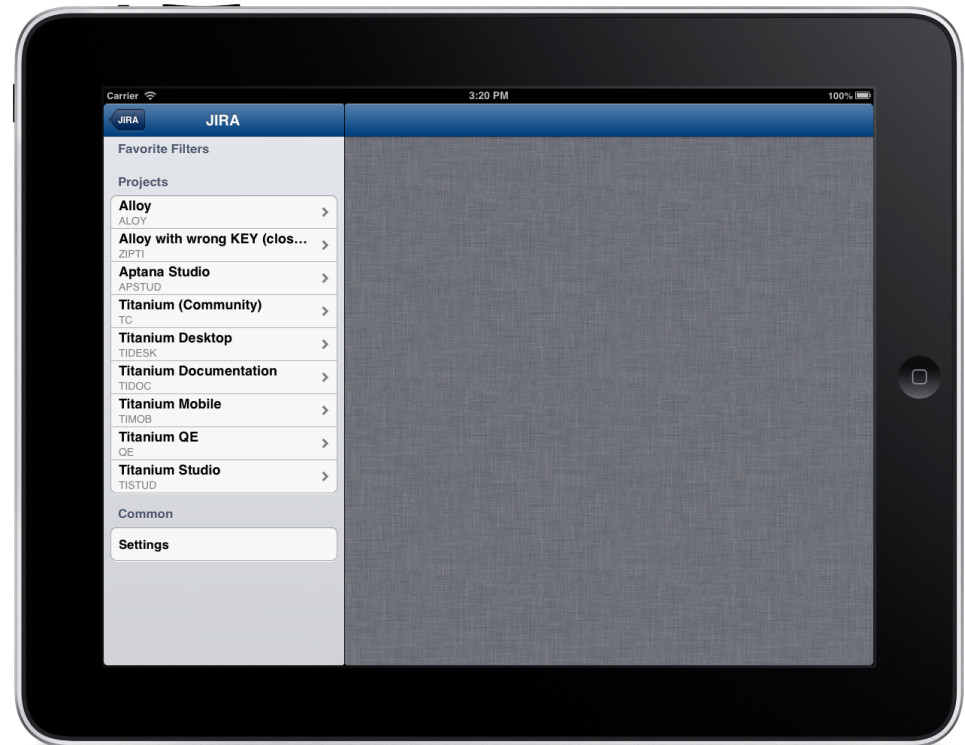 Carrier 3:20 PM 100%
JIRA JIRA
Favorite Filters
Projects
Alloy
ALOY
Alloy with wrong KEY (clos...
ZIPTI
Aptana Studio
APSTUD
Titanium (Community)
TC
Titanium Desktop
TIDESK
Titanium Documentation
TIDOC
Titanium Mobile
TIMOB
Titanium QE
QE
Titanium Studio
TISTUD
Common
Settings